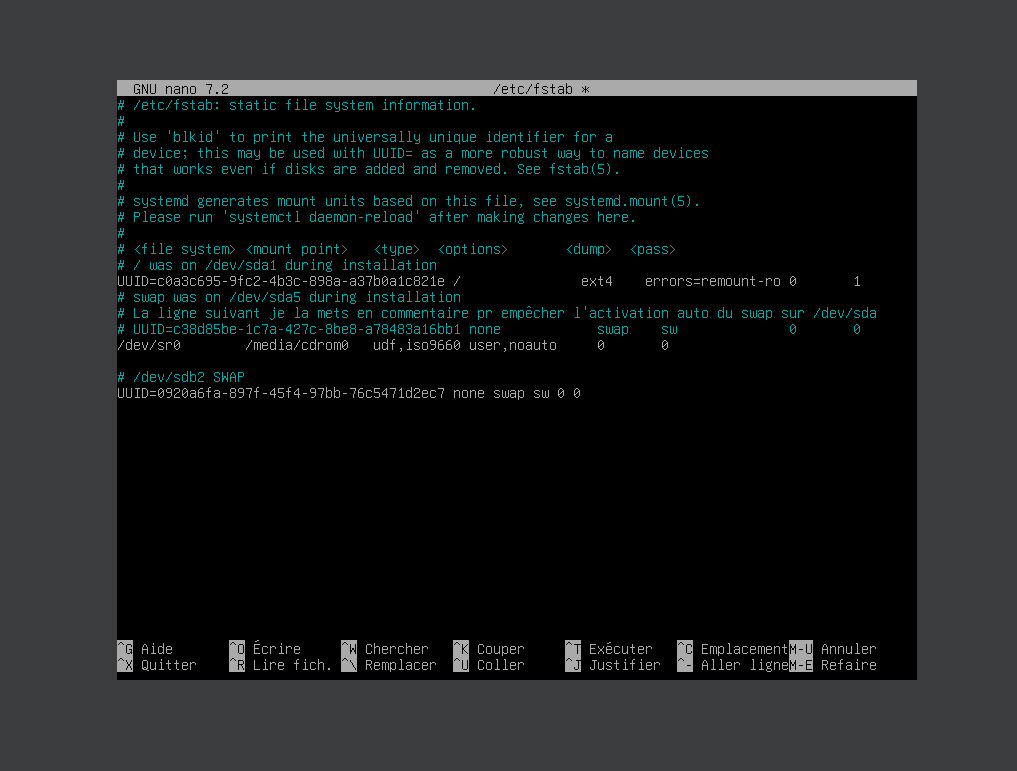 GNU nano 7.2 /etc/fstab *
# /etc/fstab: static file system information.
#
# Use 'blkid' to print the universally unique identifier for a
# device; this may be used with UUID= as a more robust way to name devices
# that works even if disks are added and removed. See fstab(5).
#
# systemd generates mount units based on this file, see systemd.mount(5).
# Please run 'systemctl daemon-reload' after making changes here.
#
# <file system> <mount point>   <type>  <options>       <dump>  <pass>
# / was on /dev/sda1 during installation
UUID=c0a3c695-9fc2-4b3c-898a-a37b0a1c821e /               ext4    errors=remount-ro 0       1
# swap was on /dev/sda5 during installation
# La ligne suivant je la mets en commentaire pr empêcher l'activation auto du swap sur /dev/sda
# UUID=c38d85be-1c7a-427c-8be8-a78483a16bb1 none            swap    sw              0       0
/dev/sr0        /media/cdrom0   udf,iso9660 user,noauto     0       0
# /dev/sdb2 SWAP
UUID=0920a6fa-897f-45f4-97bb-76c5471d2ec7 none swap sw 0 0
^G Aide ^O Écrire ^W Chercher ^K Couper ^T Exécuter ^C Emplacement M-U Annuler
^X Quitter ^R Lire fich. ^\ Remplacer ^U Coller ^J Justifier ^- Aller ligne M-E Refaire